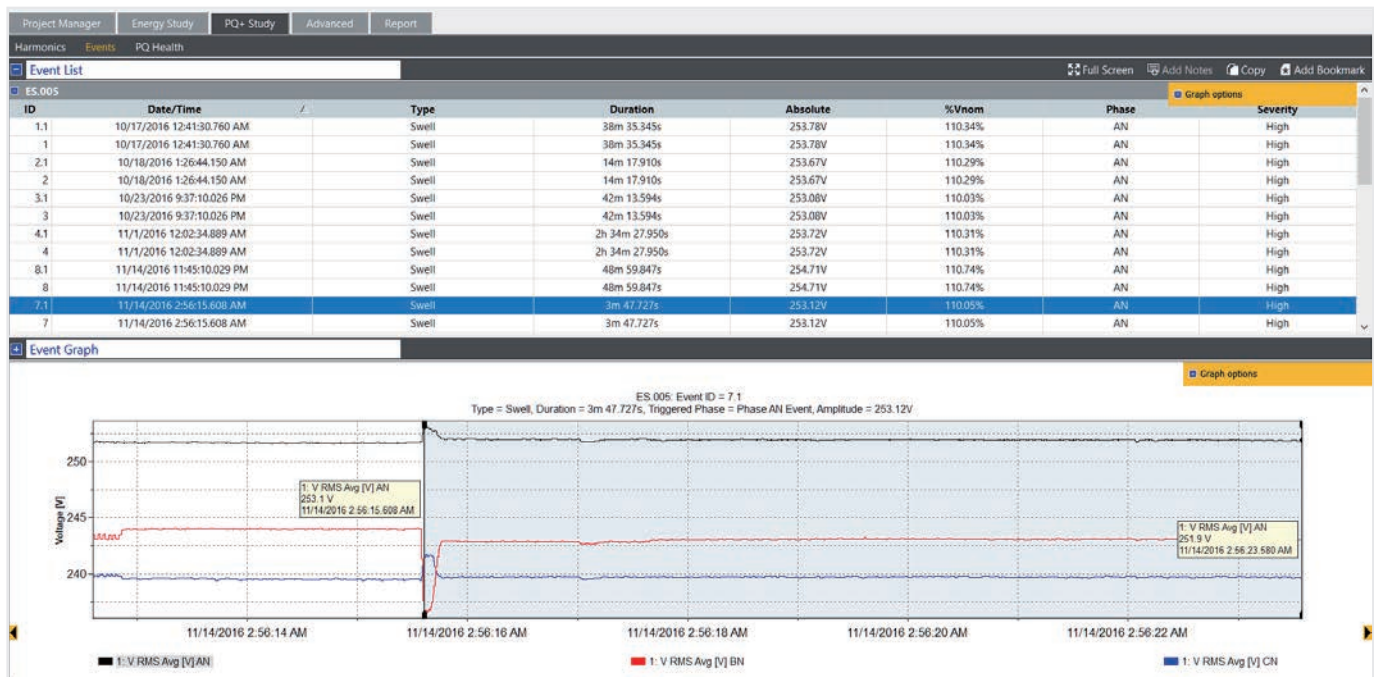 Project Manager Energy Study PQ+ Study Advanced Report
Harmonics Events PQ Health
Event List Full Screen Add Notes Copy Add Bookmark
ES.005 Graph options
ID Date/Time Type Duration Absolute %Vnom Phase Severity
1.1 10/17/2016 12:41:30.760 AM Swell 38m 35.345s 253.78V 110.34% AN High
1 10/17/2016 12:41:30.760 AM Swell 38m 35.345s 253.78V 110.34% AN High
2.1 10/18/2016 1:26:44.150 AM Swell 14m 17.910s 253.67V 110.29% AN High
2 10/18/2016 1:26:44.150 AM Swell 14m 17.910s 253.67V 110.29% AN High
3.1 10/23/2016 9:37:10.026 PM Swell 42m 13.594s 253.08V 110.03% AN High
3 10/23/2016 9:37:10.026 PM Swell 42m 13.594s 253.08V 110.03% AN High
4.1 11/1/2016 12:02:34.889 AM Swell 2h 34m 27.950s 253.72V 110.31% AN High
4 11/1/2016 12:02:34.889 AM Swell 2h 34m 27.950s 253.72V 110.31% AN High
8.1 11/14/2016 11:45:10.029 PM Swell 48m 59.847s 254.71V 110.74% AN High
8 11/14/2016 11:45:10.029 PM Swell 48m 59.847s 254.71V 110.74% AN High
7.1 11/14/2016 2:56:15.608 AM Swell 3m 47.727s 253.12V 110.05% AN High
7 11/14/2016 2:56:15.608 AM Swell 3m 47.727s 253.12V 110.05% AN High
Event Graph
Graph options
ES.005: Event ID = 7.1
Type = Swell, Duration = 3m 47.727s, Triggered Phase = Phase AN Event, Amplitude = 253.12V
Voltage [V]
250
245
240
1: V RMS Avg [V] AN
253.1 V
11/14/2016 2:56:15.608 AM
1: V RMS Avg [V] AN
251.9 V
11/14/2016 2:56:23.580 AM
11/14/2016 2:56:14 AM 11/14/2016 2:56:16 AM 11/14/2016 2:56:18 AM 11/14/2016 2:56:20 AM 11/14/2016 2:56:22 AM
1: V RMS Avg [V] AN 1: V RMS Avg [V] BN 1: V RMS Avg [V] CN